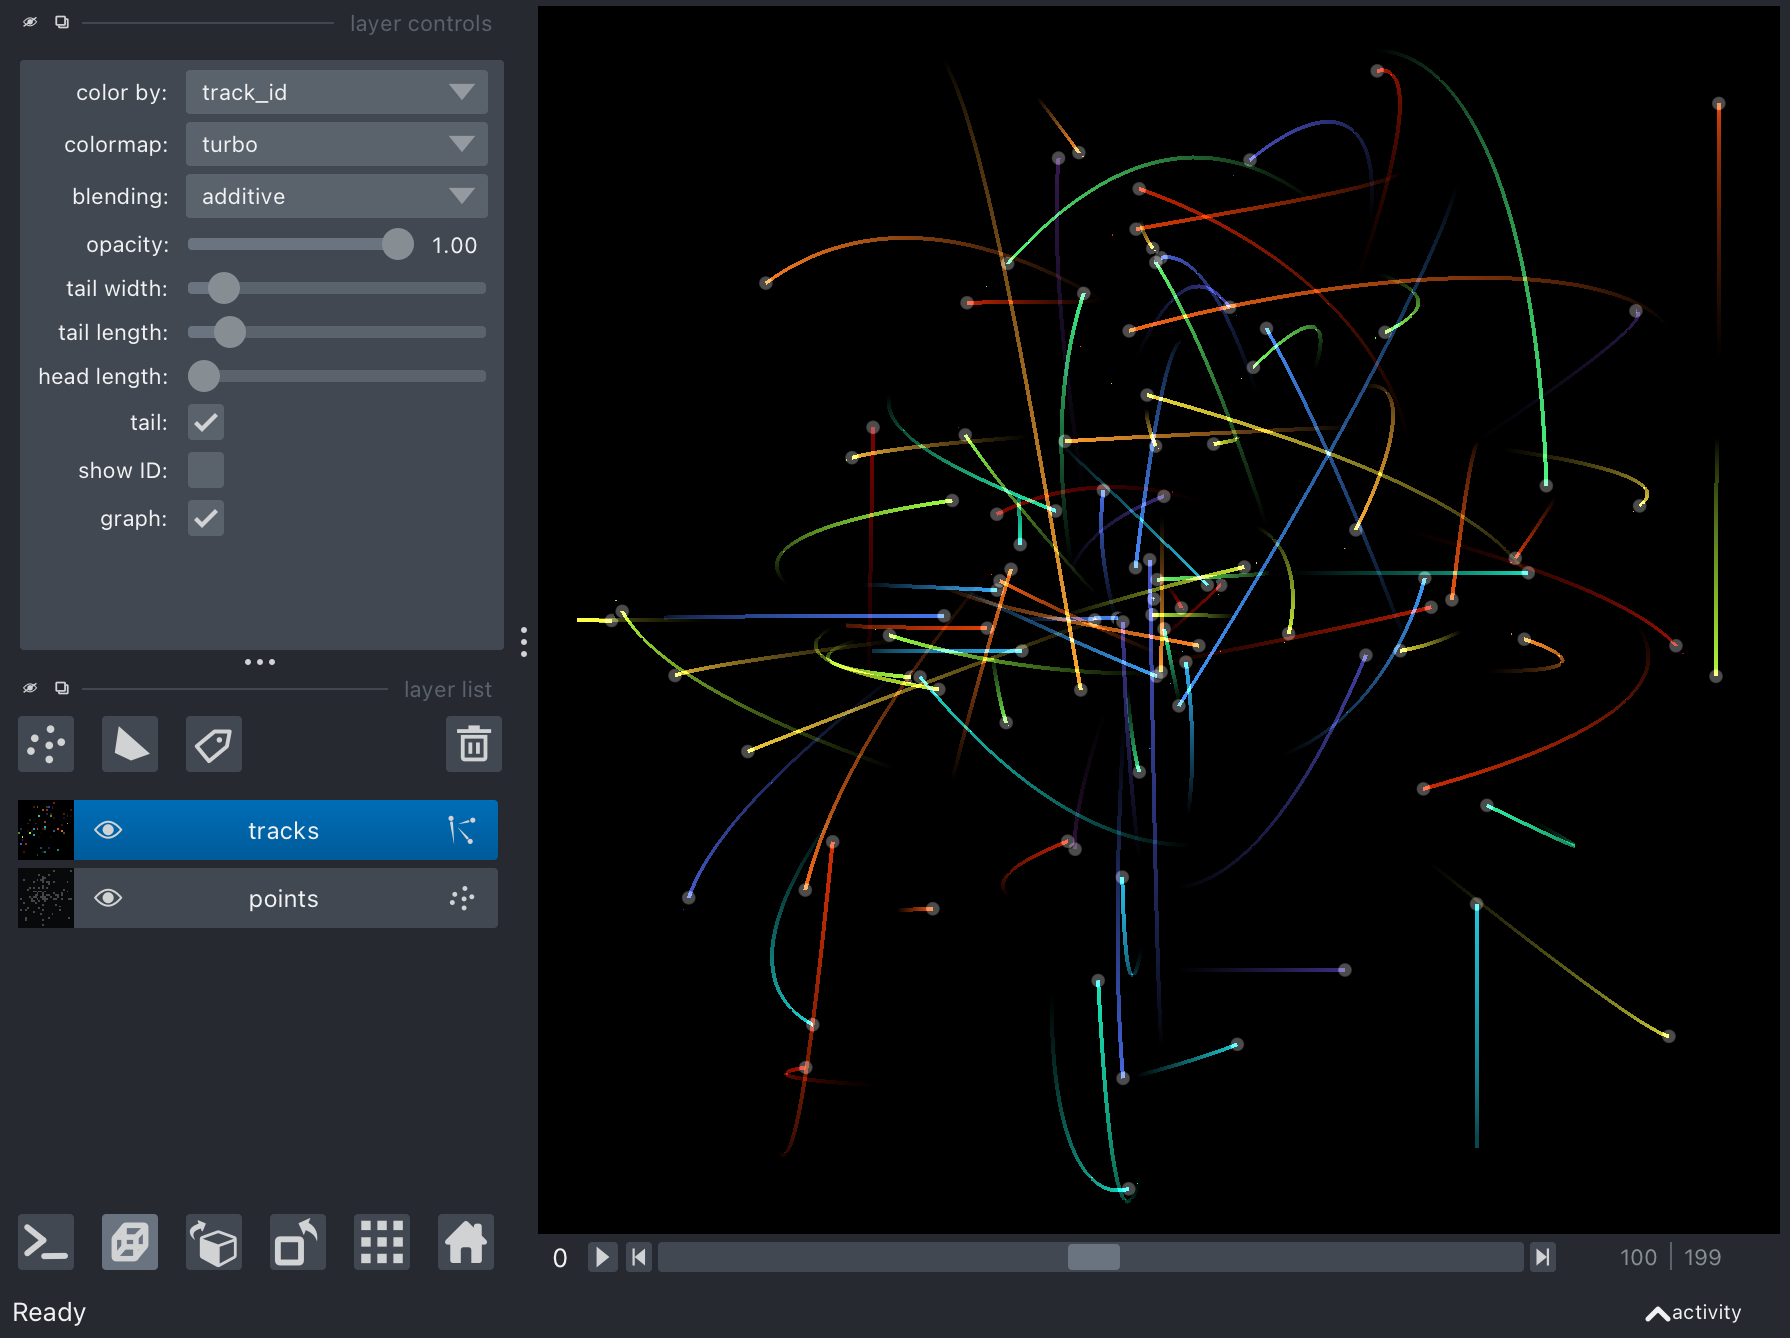 layer controls
color by: track_id
colormap: turbo
blending: additive
opacity: 1.00
tail width:
tail length:
head length:
tail:
show ID:
graph:
layer list
tracks
points
0 100 199
Ready activity